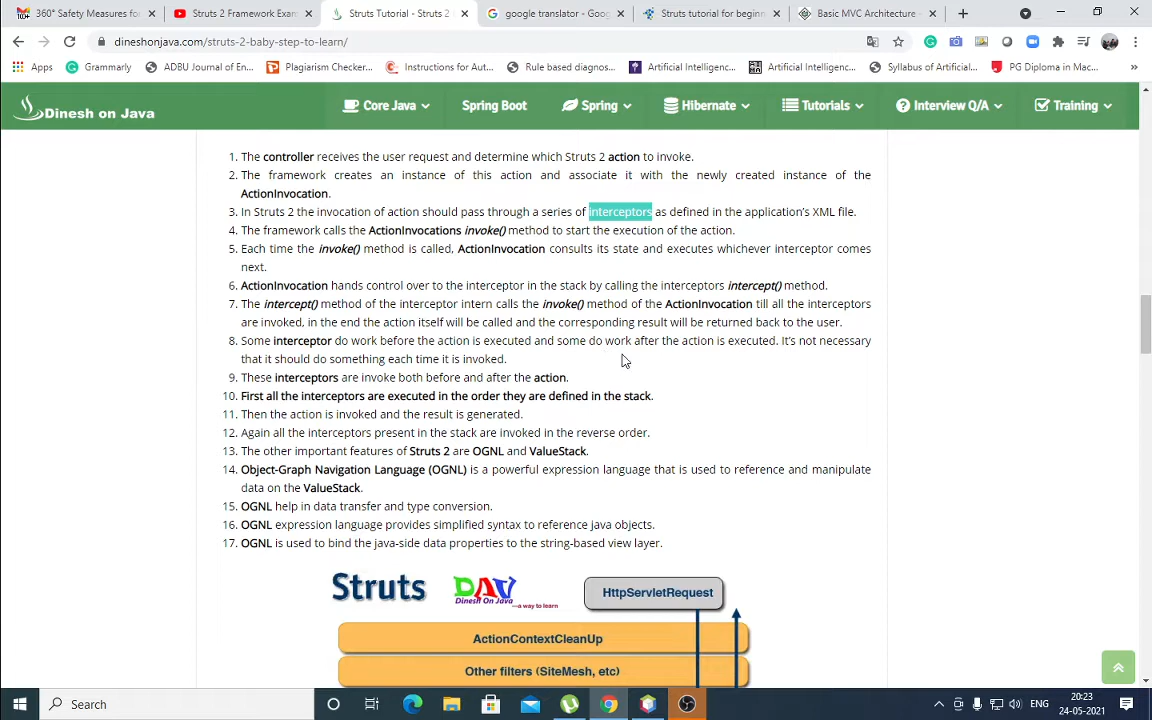 360° Safety Measures for
Struts 2 Framework Exam
Struts Tutorial - Struts 2
google translator - Goog
Struts tutorial for beginn
Basic MVC Architecture -
dineshonjava.com/struts-2-baby-step-to-learn/
Apps
Grammarly
ADBU Journal of En...
Plagiarism Checker...
Instructions for Aut...
Rule based diagnos...
Artificial Intelligenc...
Artificial Intelligenc...
Syllabus of Artificial...
PG Diploma in Mac...
Dinesh on Java
Core Java
Spring Boot
Spring
Hibernate
Tutorials
Interview Q/A
Training
1. The controller receives the user request and determine which Struts 2 action to invoke.
2. The framework creates an instance of this action and associate it with the newly created instance of the
ActionInvocation.
3. In Struts 2 the invocation of action should pass through a series of interceptors as defined in the application's XML file.
4. The framework calls the ActionInvocations invoke() method to start the execution of the action.
5. Each time the invoke() method is called, ActionInvocation consults its state and executes whichever interceptor comes
next.
6. ActionInvocation hands control over to the interceptor in the stack by calling the interceptors intercept() method.
7. The intercept() method of the interceptor intern calls the invoke() method of the ActionInvocation till all the interceptors
are invoked, in the end the action itself will be called and the corresponding result will be returned back to the user.
8. Some interceptor do work before the action is executed and some do work after the action is executed. It's not necessary
that it should do something each time it is invoked.
9. These interceptors are invoke both before and after the action.
10. First all the interceptors are executed in the order they are defined in the stack.
11. Then the action is invoked and the result is generated.
12. Again all the interceptors present in the stack are invoked in the reverse order.
13. The other important features of Struts 2 are OGNL and ValueStack.
14. Object-Graph Navigation Language (OGNL) is a powerful expression language that is used to reference and manipulate
data on the ValueStack.
15. OGNL help in data transfer and type conversion.
16. OGNL expression language provides simplified syntax to reference java objects.
17. OGNL is used to bind the java-side data properties to the string-based view layer.
Struts
DAV
Dinesh On Java
—a way to learn
HttpServletRequest
ActionContextCleanUp
Other filters (SiteMesh, etc)
Search
ENG
20:23
24-05-2021